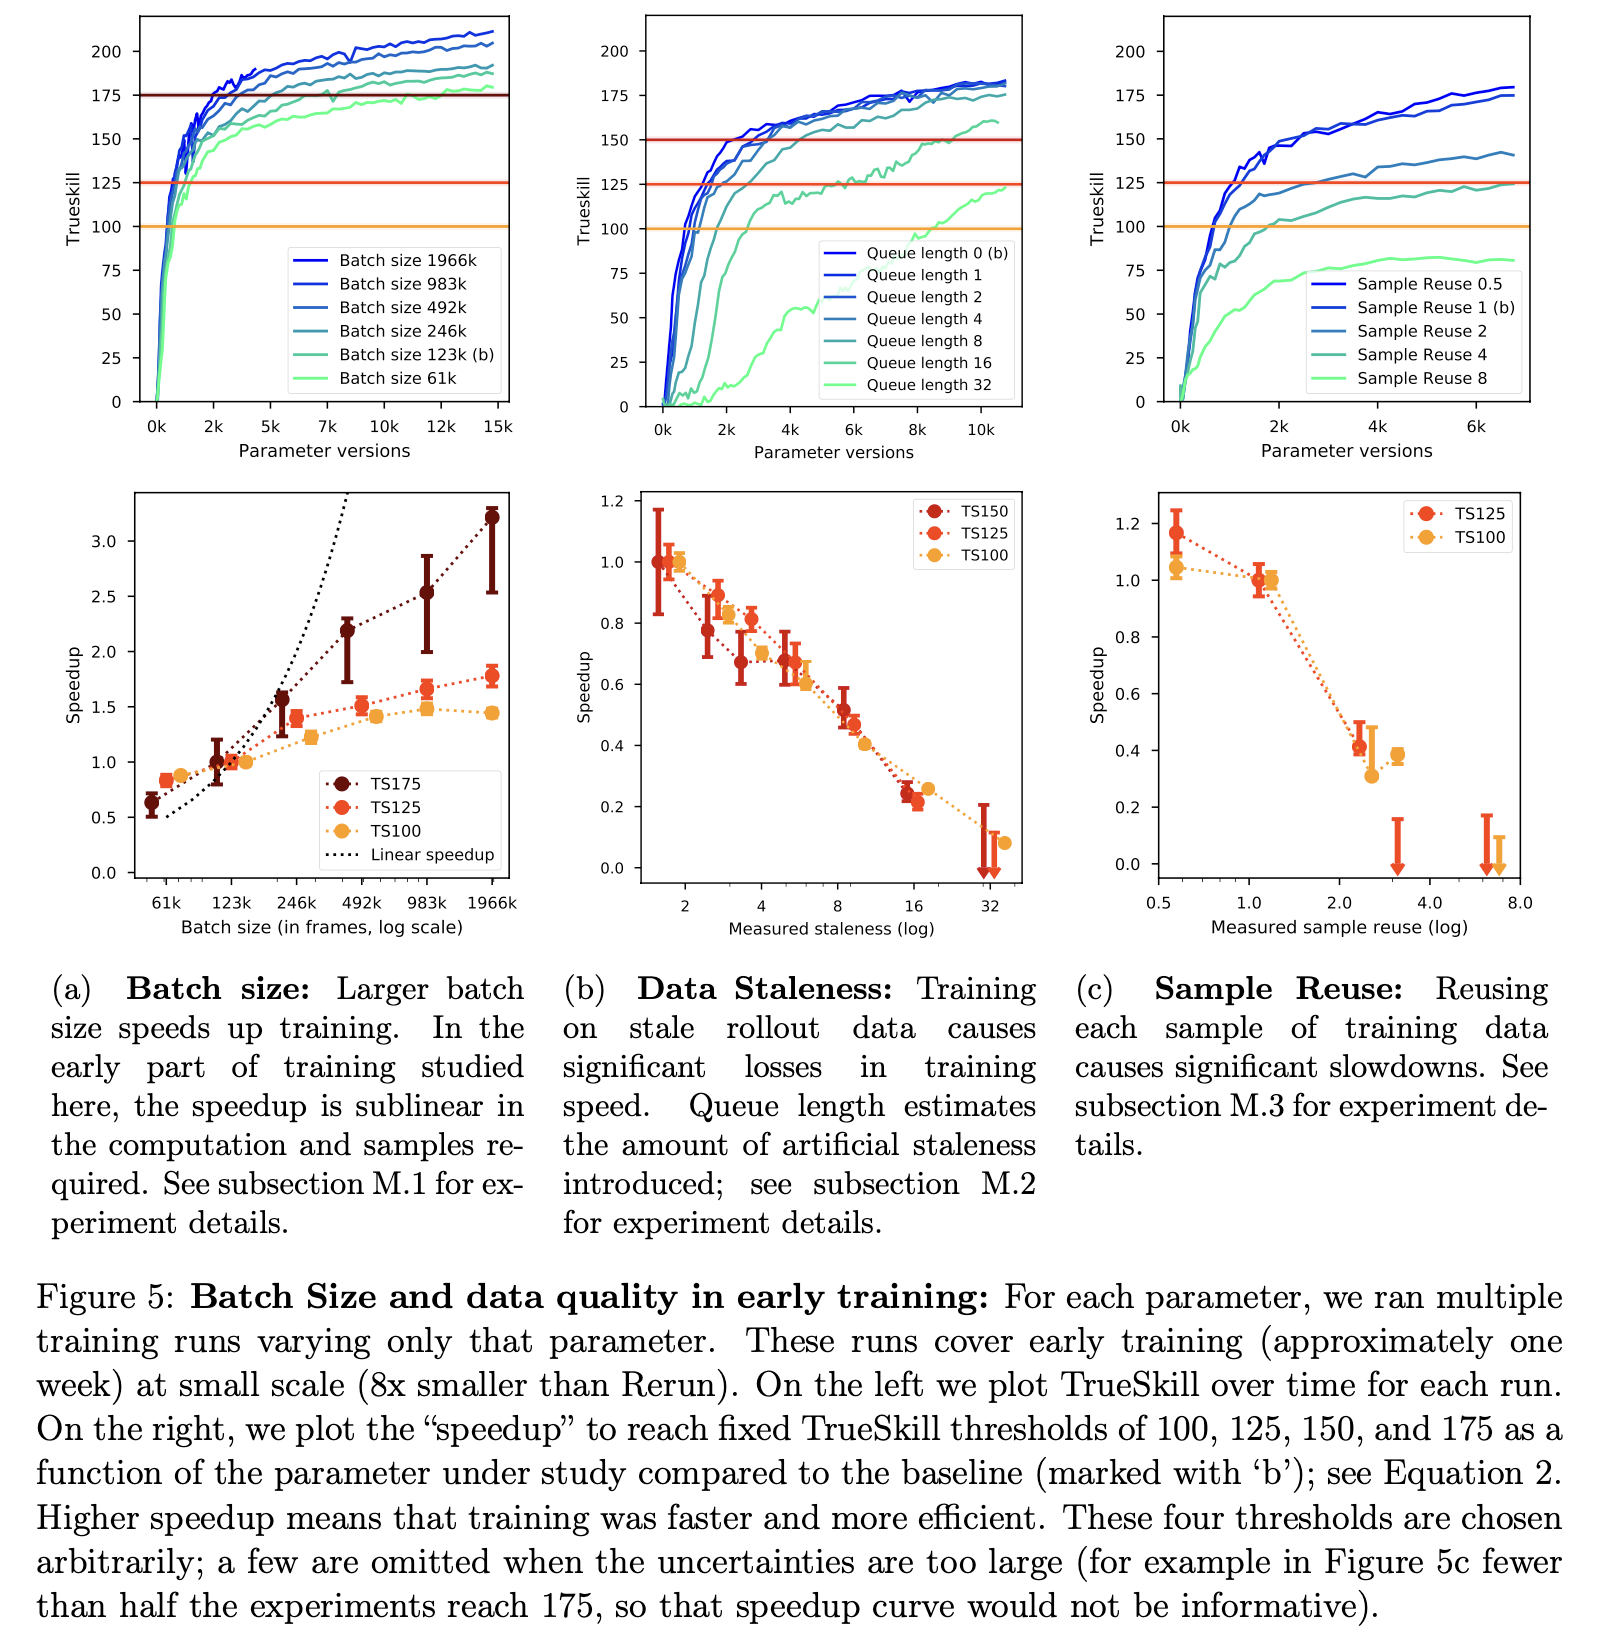 200
175
150
125
100
75
50
25
0
Trueskill
Batch size 1966k
Batch size 983k
Batch size 492k
Batch size 246k
Batch size 123k (b)
Batch size 61k
0k 2k 5k 7k 10k 12k 15k
Parameter versions
200
175
150
125
100
75
50
25
0
Trueskill
Queue length 0 (b)
Queue length 1
Queue length 2
Queue length 4
Queue length 8
Queue length 16
Queue length 32
0k 2k 4k 6k 8k 10k
Parameter versions
200
175
150
125
100
75
50
25
0
Trueskill
Sample Reuse 0.5
Sample Reuse 1 (b)
Sample Reuse 2
Sample Reuse 4
Sample Reuse 8
0k 2k 4k 6k
Parameter versions
3.0
2.5
2.0
1.5
1.0
0.5
0.0
Speedup
TS175
TS125
TS100
Linear speedup
61k 123k 246k 492k 983k 1966k
Batch size (in frames, log scale)
1.2
1.0
0.8
0.6
0.4
0.2
0.0
Speedup
TS150
TS125
TS100
2 4 8 16 32
Measured staleness (log)
1.2
1.0
0.8
0.6
0.4
0.2
0.0
Speedup
TS125
TS100
0.5 1.0 2.0 4.0 8.0
Measured sample reuse (log)
(a) Batch size: Larger batch
size speeds up training. In the
early part of training studied
here, the speedup is sublinear in
the computation and samples re-
quired. See subsection M.1 for ex-
periment details.
(b) Data Staleness: Training
on stale rollout data causes
significant losses in training
speed. Queue length estimates
the amount of artificial staleness
introduced; see subsection M.2
for experiment details.
(c) Sample Reuse: Reusing
each sample of training data
causes significant slowdowns. See
subsection M.3 for experiment de-
tails.
Figure 5: Batch Size and data quality in early training: For each parameter, we ran multiple
training runs varying only that parameter. These runs cover early training (approximately one
week) at small scale (8x smaller than Rerun). On the left we plot TrueSkill over time for each run.
On the right, we plot the “speedup” to reach fixed TrueSkill thresholds of 100, 125, 150, and 175 as a
function of the parameter under study compared to the baseline (marked with ‘b’); see Equation 2.
Higher speedup means that training was faster and more efficient. These four thresholds are chosen
arbitrarily; a few are omitted when the uncertainties are too large (for example in Figure 5c fewer
than half the experiments reach 175, so that speedup curve would not be informative).